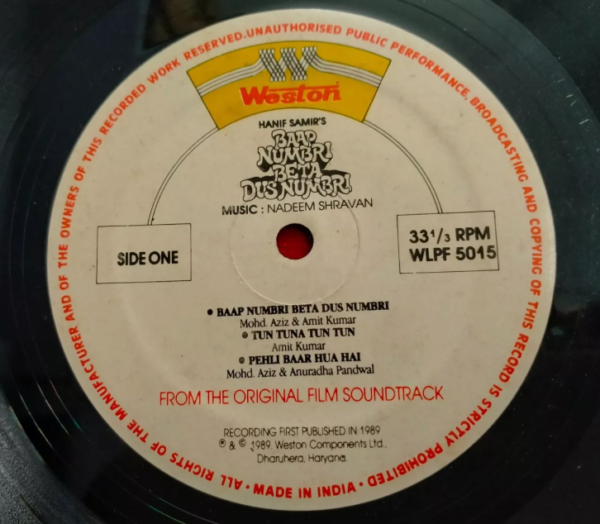 ALL RIGHTS OF THE MANUFACTURER AND OF THE OWNERS OF THIS RECORDED WORK RESERVED. UNAUTHORISED PUBLIC PERFORMANCE, BROADCASTING AND COPYING OF THIS RECORD IS STRICTLY PROHIBITED • MADE IN INDIA •
W
Weston
HANIF SAMIR'S
BAAP
NUMBRI
BETA
DUS NUMBRI
MUSIC : NADEEM SHRAVAN
SIDE ONE
33 1/3 RPM
WLPF 5015
• BAAP NUMBRI BETA DUS NUMBRI
Mohd. Aziz & Amit Kumar
• TUN TUNA TUN TUN
Amit Kumar
• PEHLI BAAR HUA HAI
Mohd. Aziz & Anuradha Pandwal
FROM THE ORIGINAL FILM SOUNDTRACK
RECORDING FIRST PUBLISHED IN 1989
℗ & © 1989. Weston Components Ltd.,
Dharuhera, Haryana.